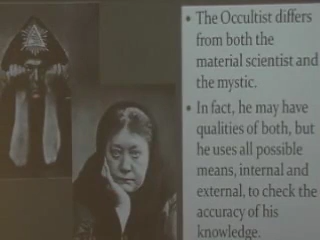 • The Occultist differs
from both the
material scientist and
the mystic.
• In fact, he may have
qualities of both, but
he uses all possible
means, internal and
external, to check the
accuracy of his
knowledge.